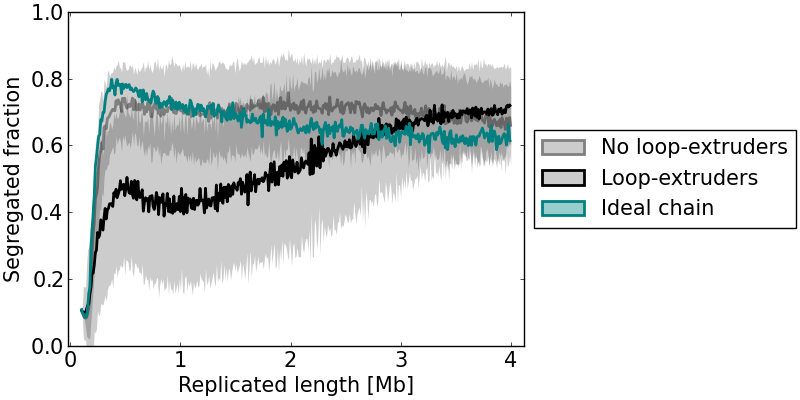 1.0
0.8
0.6
0.4
0.2
0.0
Segregated fraction
0 1 2 3 4
Replicated length [Mb]
No loop-extruders
Loop-extruders
Ideal chain